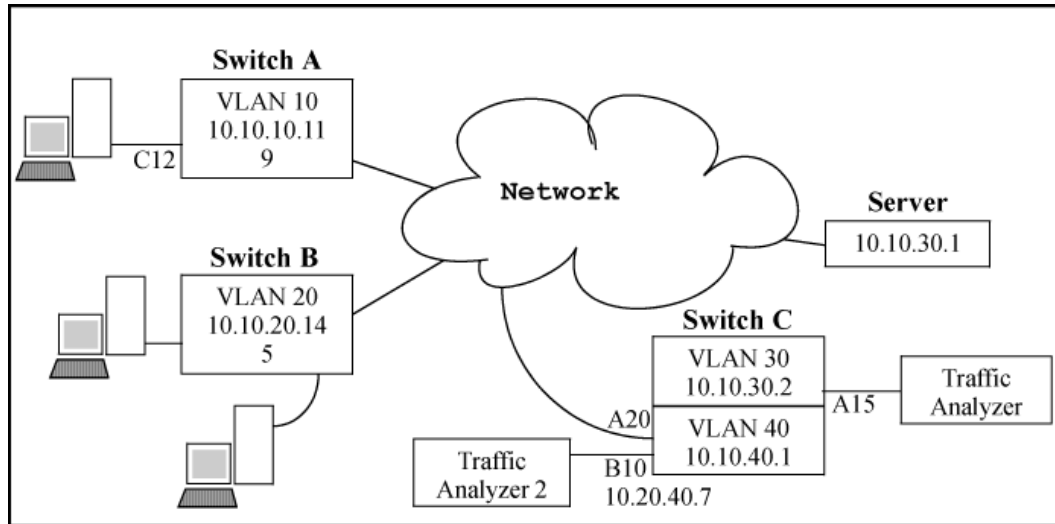 Switch A
VLAN 10
10.10.10.11
9
C12
Network
Server
10.10.30.1
Switch B
VLAN 20
10.10.20.14
5
Switch C
VLAN 30
10.10.30.2
A15
Traffic
Analyzer
A20
VLAN 40
10.10.40.1
Traffic
Analyzer 2
B10
10.20.40.7